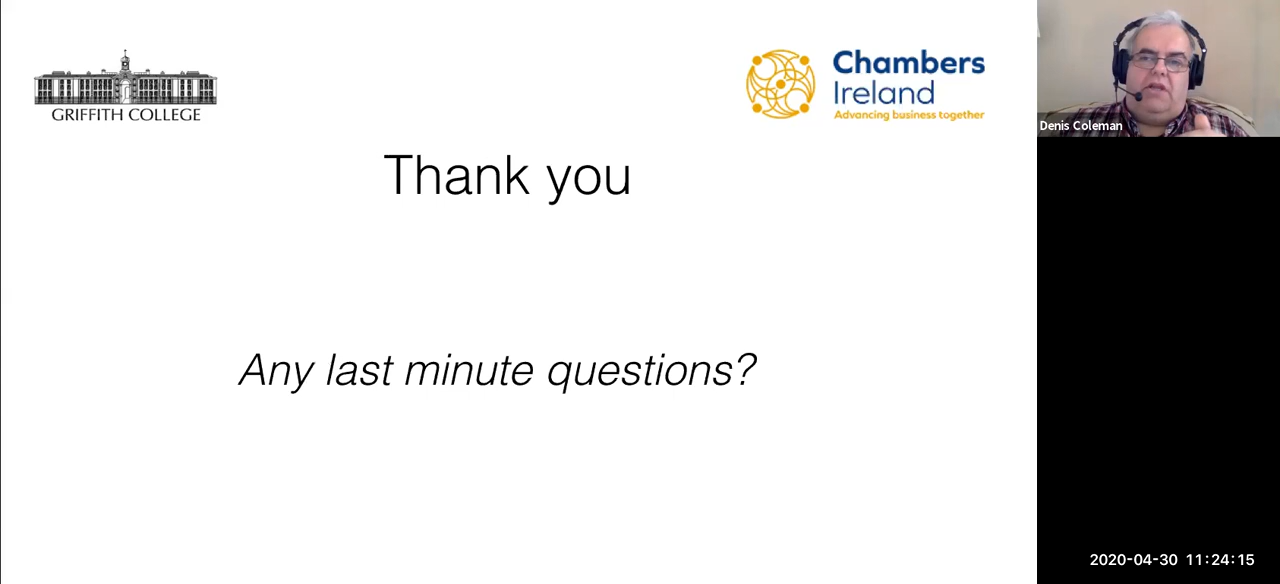 GRIFFITH COLLEGE
Chambers
Ireland
Advancing business together
Denis Coleman
Thank you
Any last minute questions?
2020-04-30 11:24:15